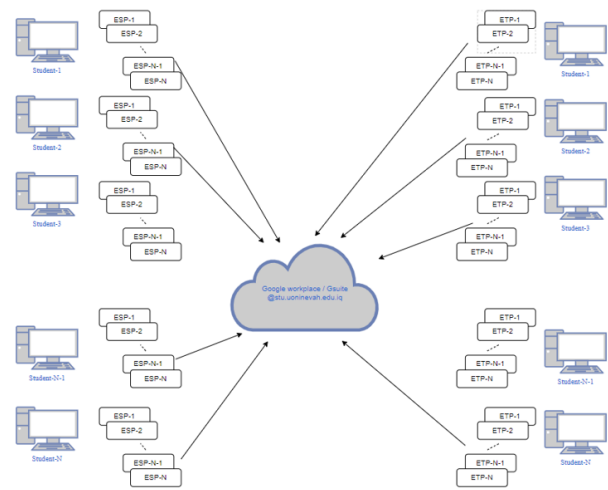 ESP-1
ESP-2
ESP-N-1
ESP-N
Student-1
ESP-1
ESP-2
ESP-N-1
ESP-N
Student-2
ESP-1
ESP-2
ESP-N-1
ESP-N
Student-3
ESP-1
ESP-2
ESP-N-1
ESP-N
Student-N-1
ESP-1
ESP-2
ESP-N-1
ESP-N
Student-N
Google workplace / Gsuite
@stu.uoninevah.edu.iq
ETP-1
ETP-2
ETP-N-1
ETP-N
Student-1
ETP-1
ETP-2
ETP-N-1
ETP-N
Student-2
ETP-1
ETP-2
ETP-N-1
ETP-N
Student-3
ETP-1
ETP-2
ETP-N-1
ETP-N
Student-N-1
ETP-1
ETP-2
ETP-N-1
ETP-N
Student-N